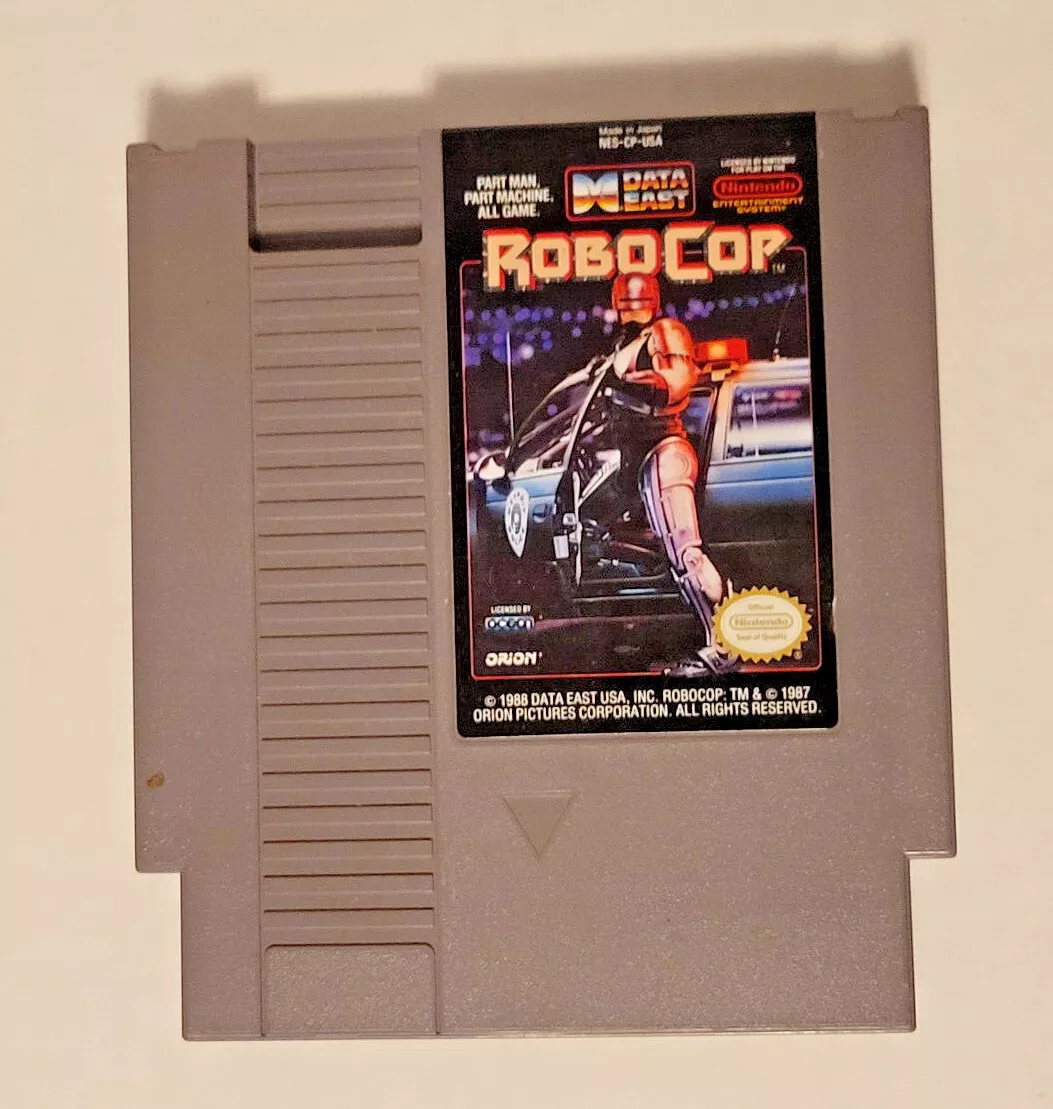 Made in Japan
NES-CP-USA
PART MAN,
PART MACHINE.
ALL GAME.
DATA
EAST
LICENSED BY NINTENDO
FOR PLAY ON THE
Nintendo
ENTERTAINMENT
SYSTEM®
ROBOCOP™
9
LICENSED BY
ocean
ORION®
Official
Nintendo
Seal of Quality
®
© 1988 DATA EAST USA, INC. ROBOCOP: TM & © 1987
ORION PICTURES CORPORATION. ALL RIGHTS RESERVED.